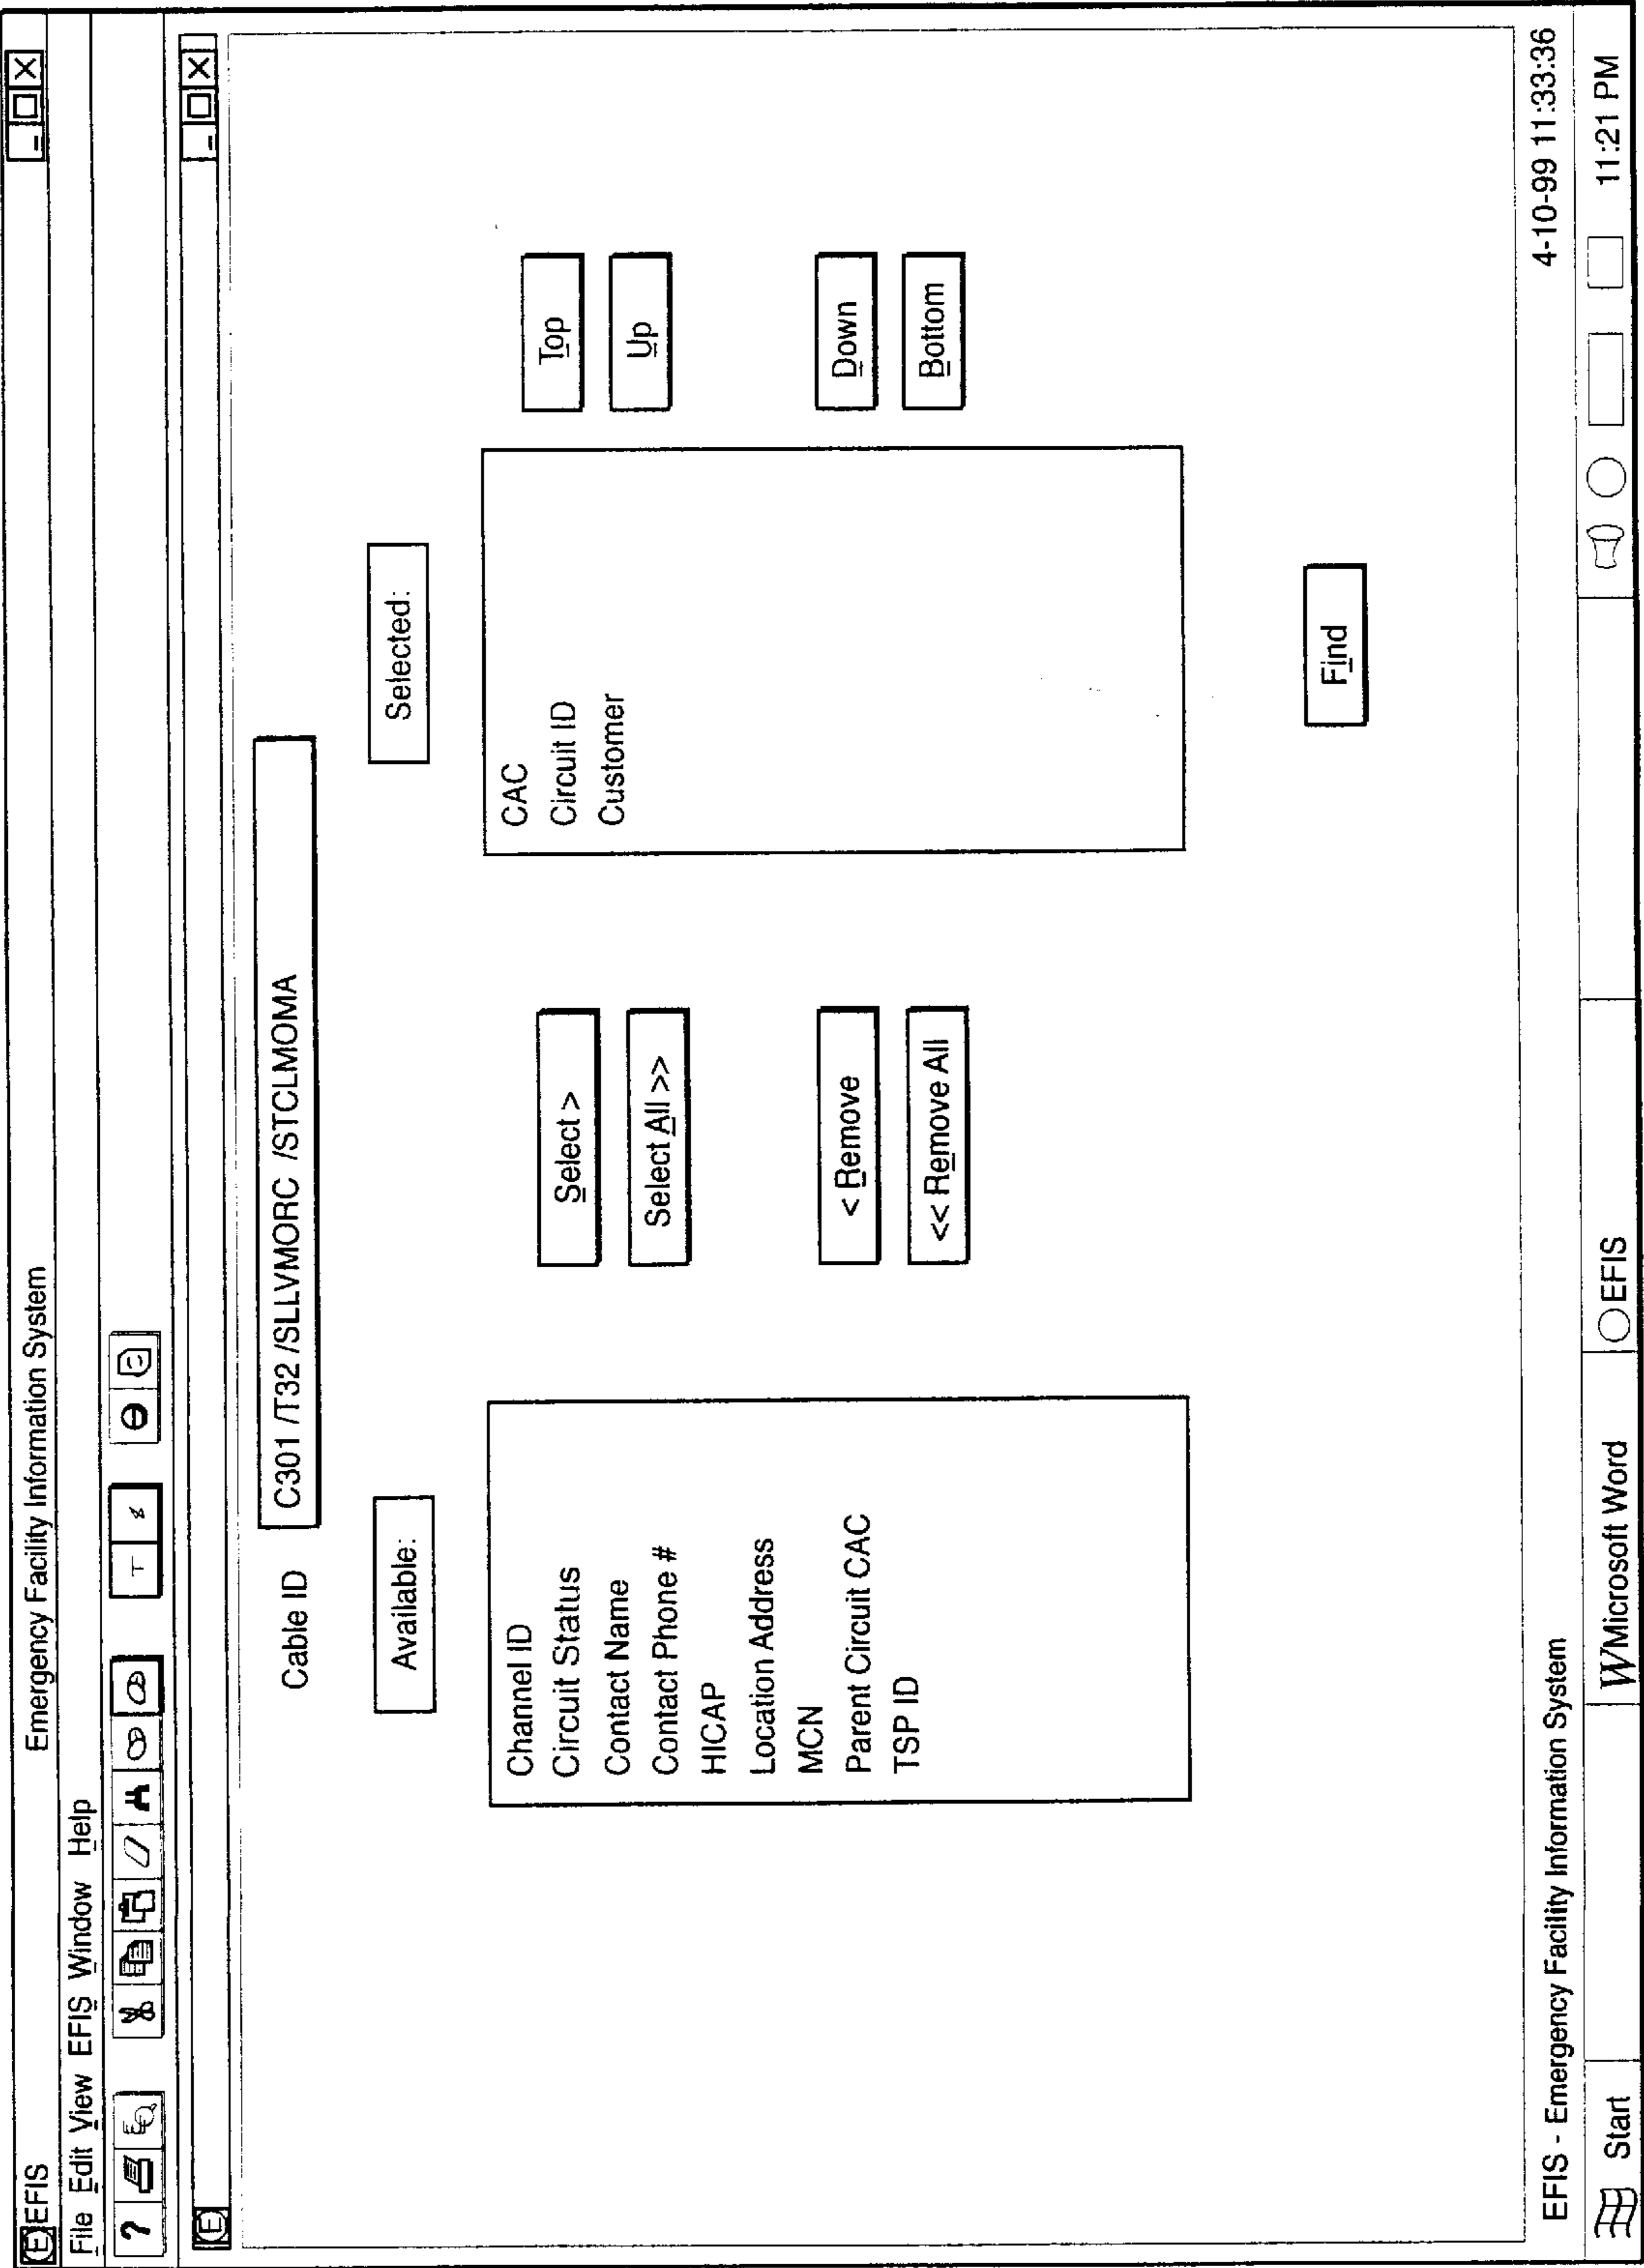 EFIS Emergency Facility Information System
File Edit View EFIS Window Help
?
E
Cable ID C301 /T32 /SLLVMORC /STCLMOMA
Available: Selected:
Channel ID
Circuit Status
Contact Name
Contact Phone #
HICAP
Location Address
MCN
Parent Circuit CAC
TSP ID
Select >
Select All >>
< Remove
<< Remove All
CAC
Circuit ID
Customer
Top
Up
Down
Bottom
Find
EFIS - Emergency Facility Information System 4-10-99 11:33:36
Start W Microsoft Word EFIS 11:21 PM